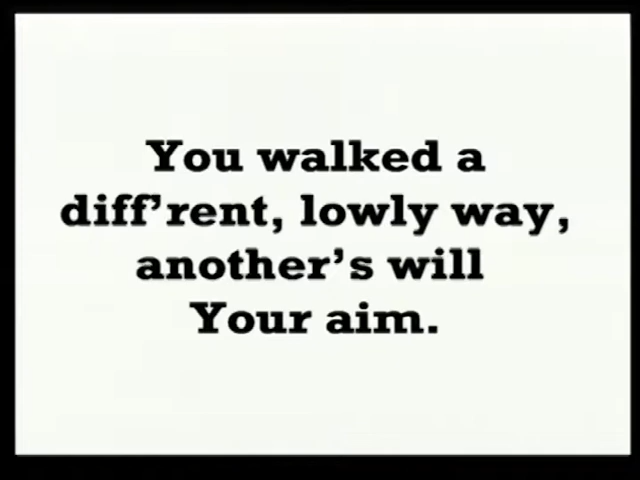 You walked a
diff’rent, lowly way,
another’s will
Your aim.